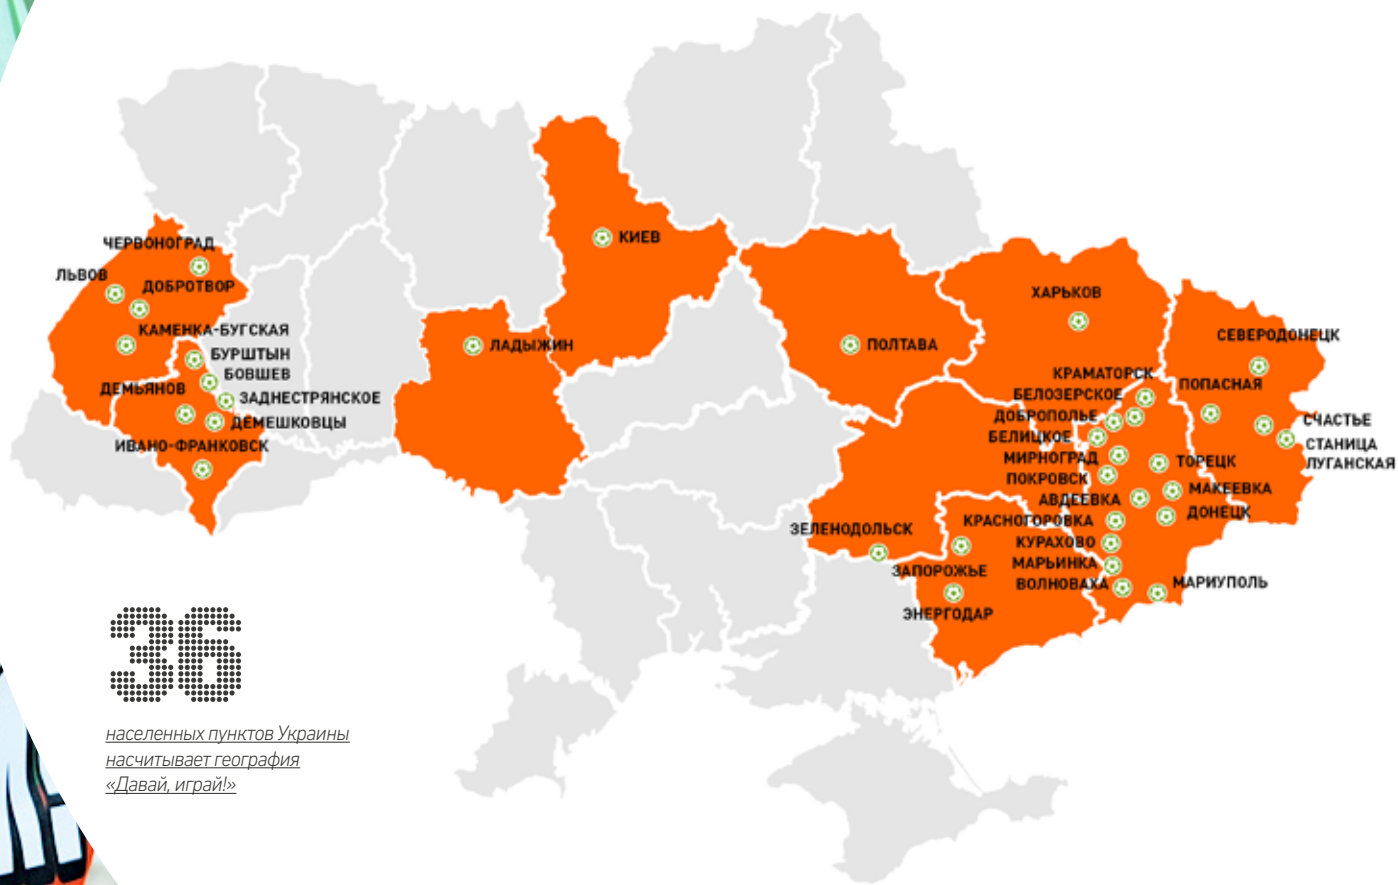 ЧЕРВОНОГРАД
ЛЬВОВ
ДОБРОТВОР
КАМЕНКА-БУГСКАЯ
БУРШТЫН
БОВШЕВ
ДЕМЬЯНОВ
ЗАДНЕСТРЯНСКОЕ
ДЕМЕШКОВЦЫ
ИВАНО-ФРАНКОВСК
КИЕВ
ЛАДЫЖИН
ПОЛТАВА
ХАРЬКОВ
СЕВЕРОДОНЕЦК
КРАМАТОРСК
ПОПАСНАЯ
БЕЛОЗЕРСКОЕ
ДОБРОПОЛЬЕ
СЧАСТЬЕ
БЕЛИЦКОЕ
СТАНИЦА
ЛУГАНСКАЯ
МИРНОГРАД
ТОРЕЦК
ПОКРОВСК
МАКЕЕВКА
АВДЕЕВКА
ДОНЕЦК
КРАСНОГОРОВКА
ЗЕЛЕНОДОЛЬСК
КУРАХОВО
МАРЬИНКА
ЗАПОРОЖЬЕ
ВОЛНОВАХА
МАРИУПОЛЬ
ЭНЕРГОДАР
36
населенных пунктов Украины
насчитывает география
«Давай, играй!»